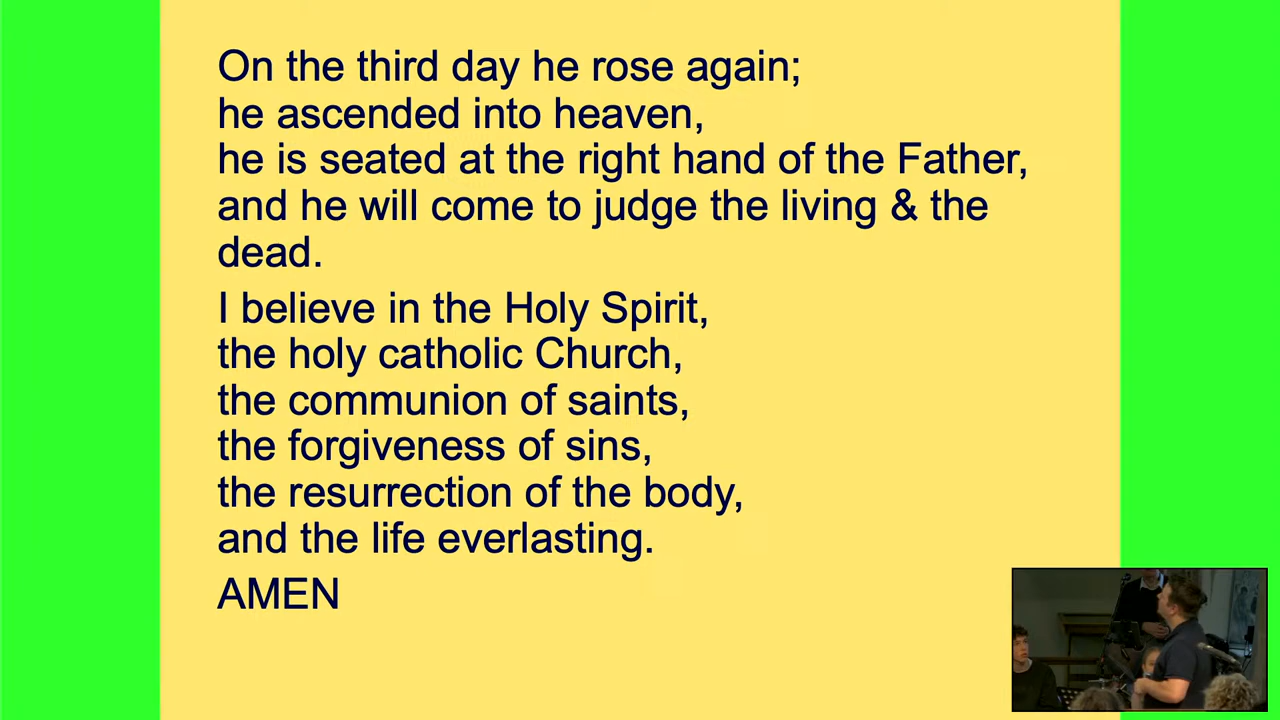 On the third day he rose again;
he ascended into heaven,
he is seated at the right hand of the Father,
and he will come to judge the living & the
dead.
I believe in the Holy Spirit,
the holy catholic Church,
the communion of saints,
the forgiveness of sins,
the resurrection of the body,
and the life everlasting.
AMEN